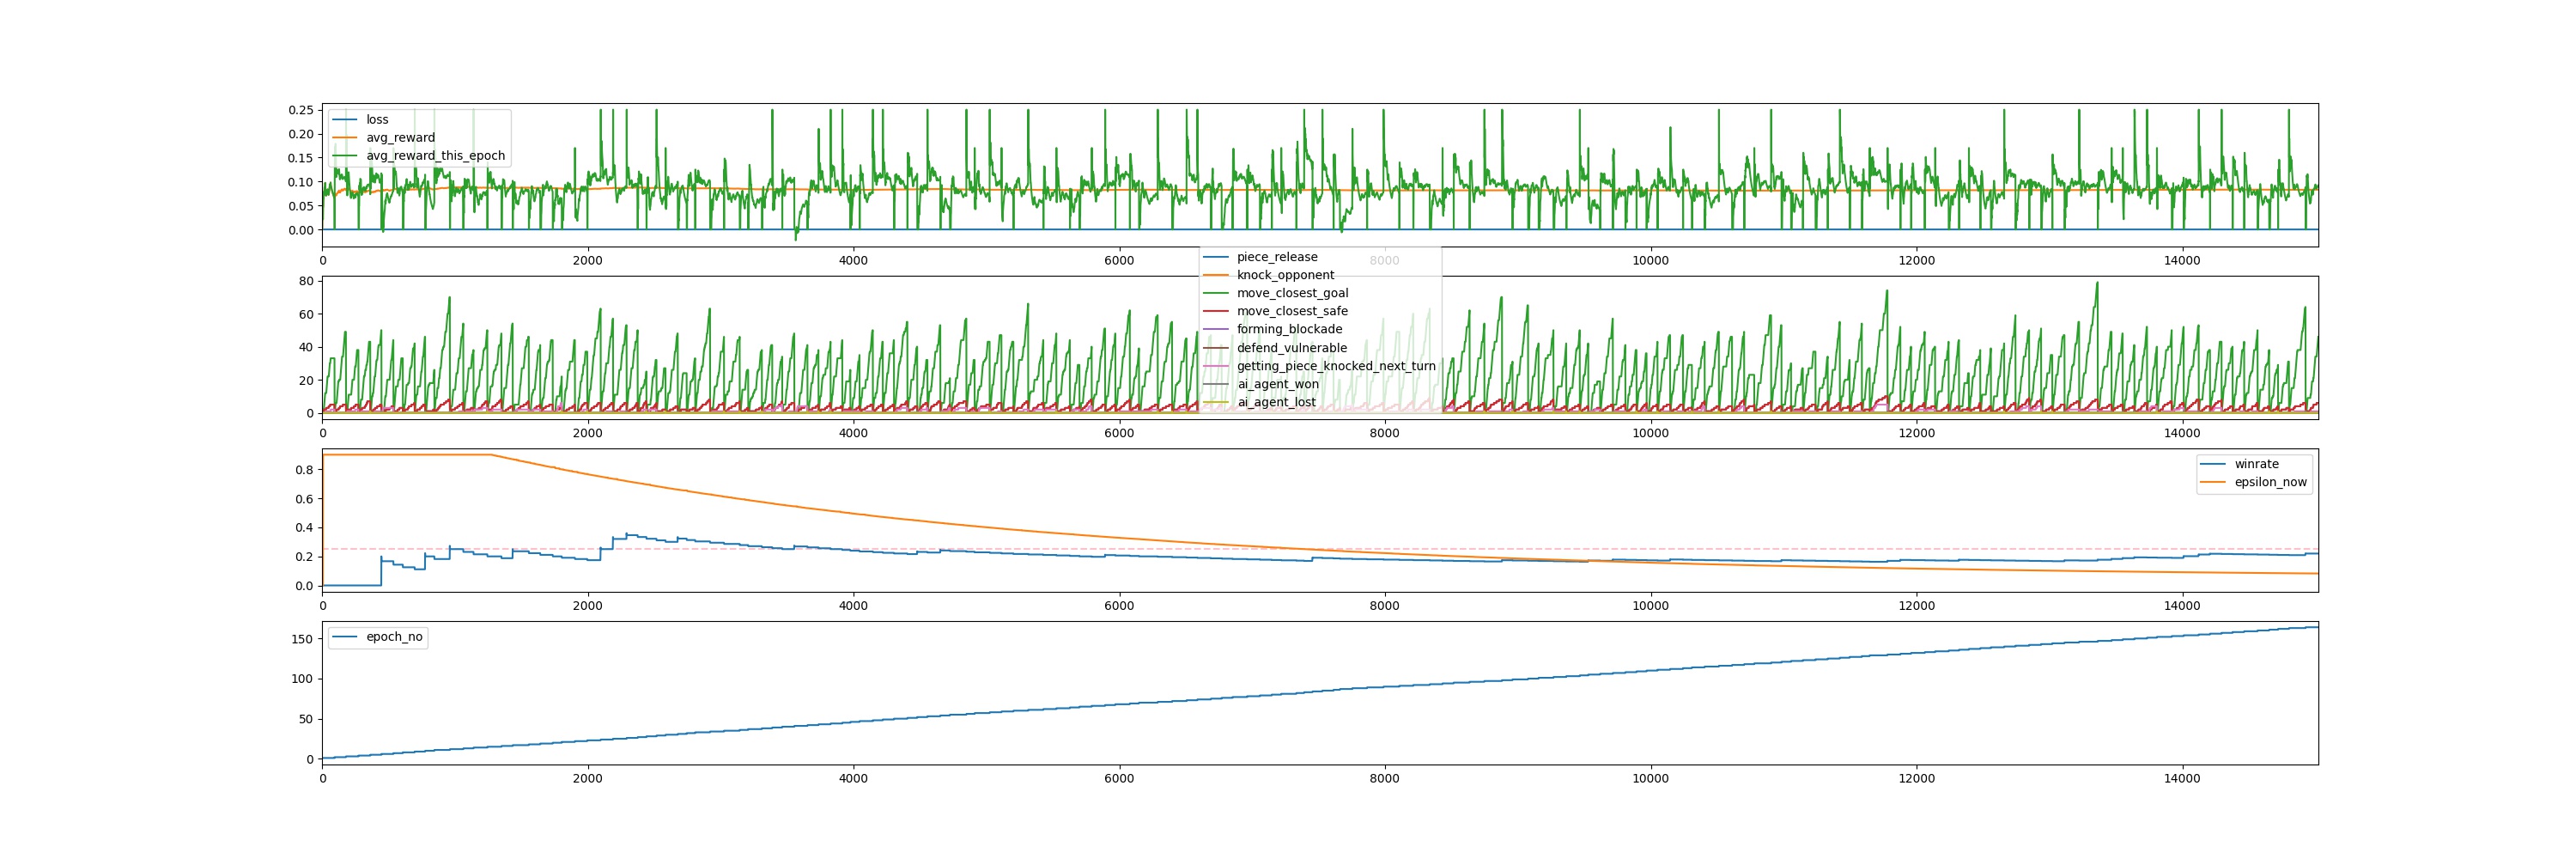 0.25
0.20
0.15
0.10
0.05
0.00
loss
avg_reward
avg_reward_this_epoch
0 2000 4000 6000 8000 10000 12000 14000
80
60
40
20
0
piece_release
knock_opponent
move_closest_goal
move_closest_safe
forming_blockade
defend_vulnerable
getting_piece_knocked_next_turn
ai_agent_won
ai_agent_lost
0 2000 4000 6000 8000 10000 12000 14000
0.8
0.6
0.4
0.2
0.0
winrate
epsilon_now
0 2000 4000 6000 8000 10000 12000 14000
150
100
50
0
epoch_no
0 2000 4000 6000 8000 10000 12000 14000